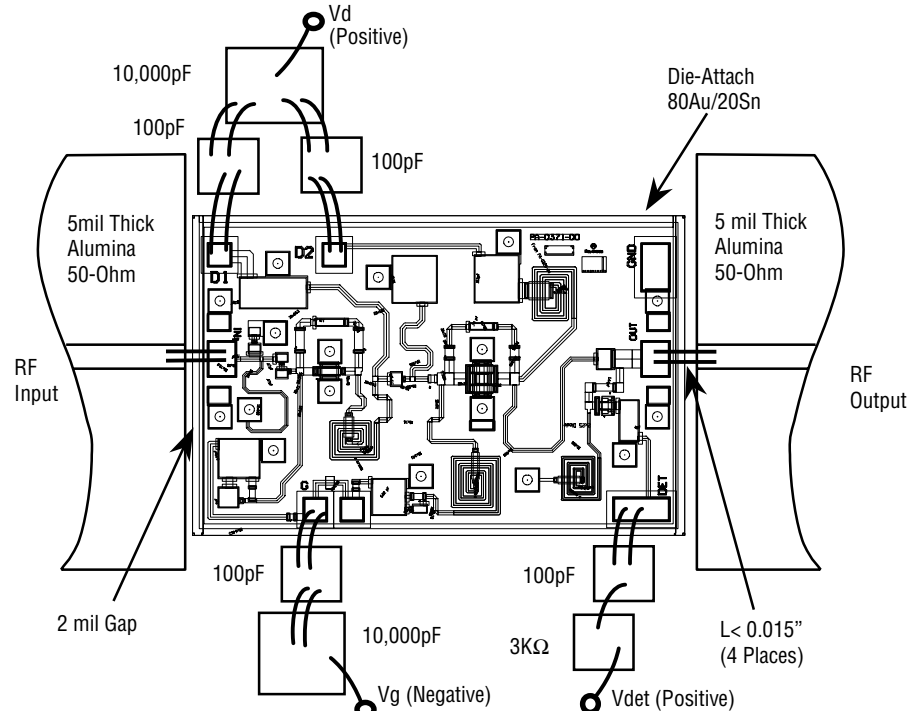 Vd
(Positive)
10,000pF
Die-Attach
80Au/20Sn
100pF
100pF
5mil Thick
Alumina
50-Ohm
5 mil Thick
Alumina
50-Ohm
D1
D2
GND
IN
OUT
RF
Input
RF
Output
G
DET
100pF
100pF
2 mil Gap
10,000pF
3KΩ
L< 0.015”
(4 Places)
Vg (Negative)
Vdet (Positive)